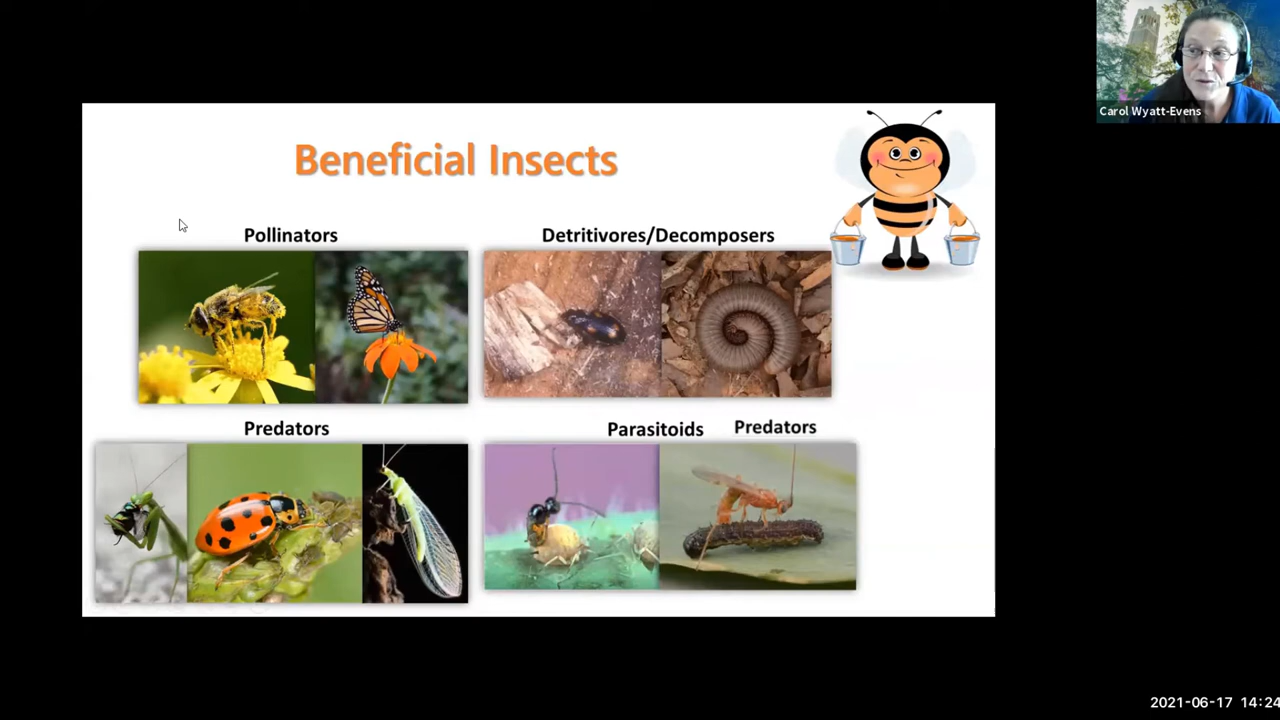 Carol Wyatt-Evens
Beneficial Insects
Pollinators
Detritivores/Decomposers
Predators
Parasitoids
Predators
2021-06-17 14:24